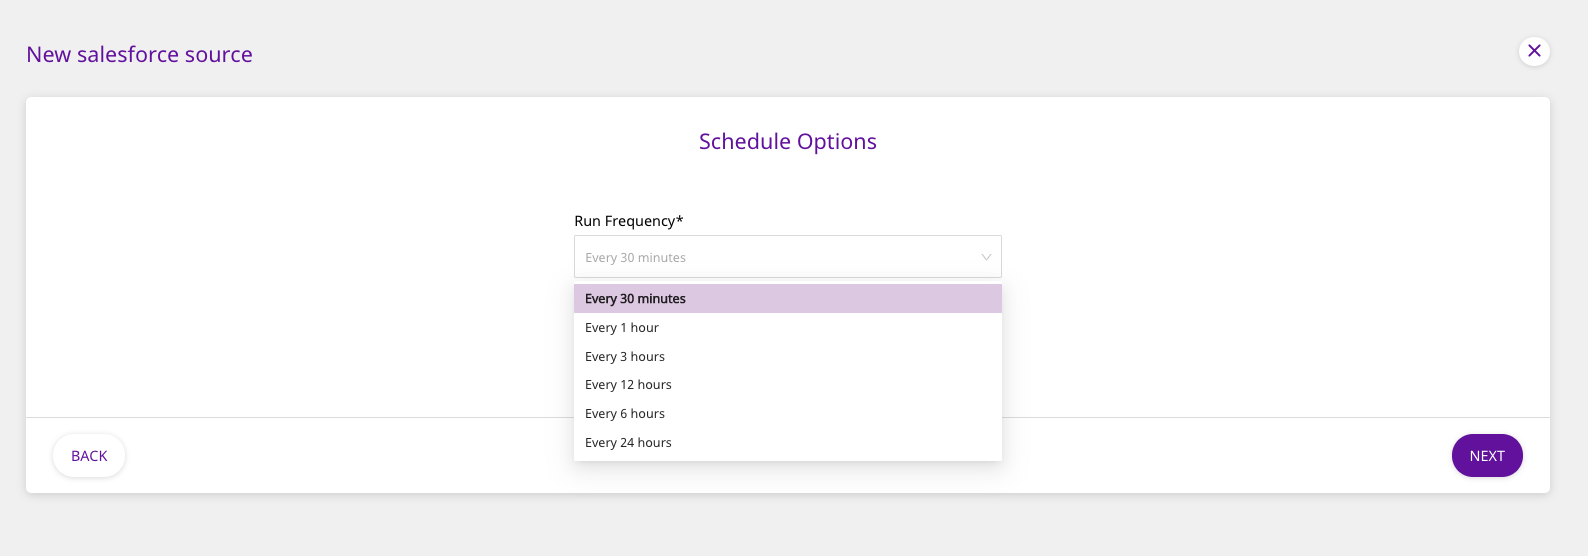 New salesforce source
Schedule Options
Run Frequency*
Every 30 minutes
Every 30 minutes
Every 1 hour
Every 3 hours
Every 12 hours
Every 6 hours
Every 24 hours
BACK
NEXT